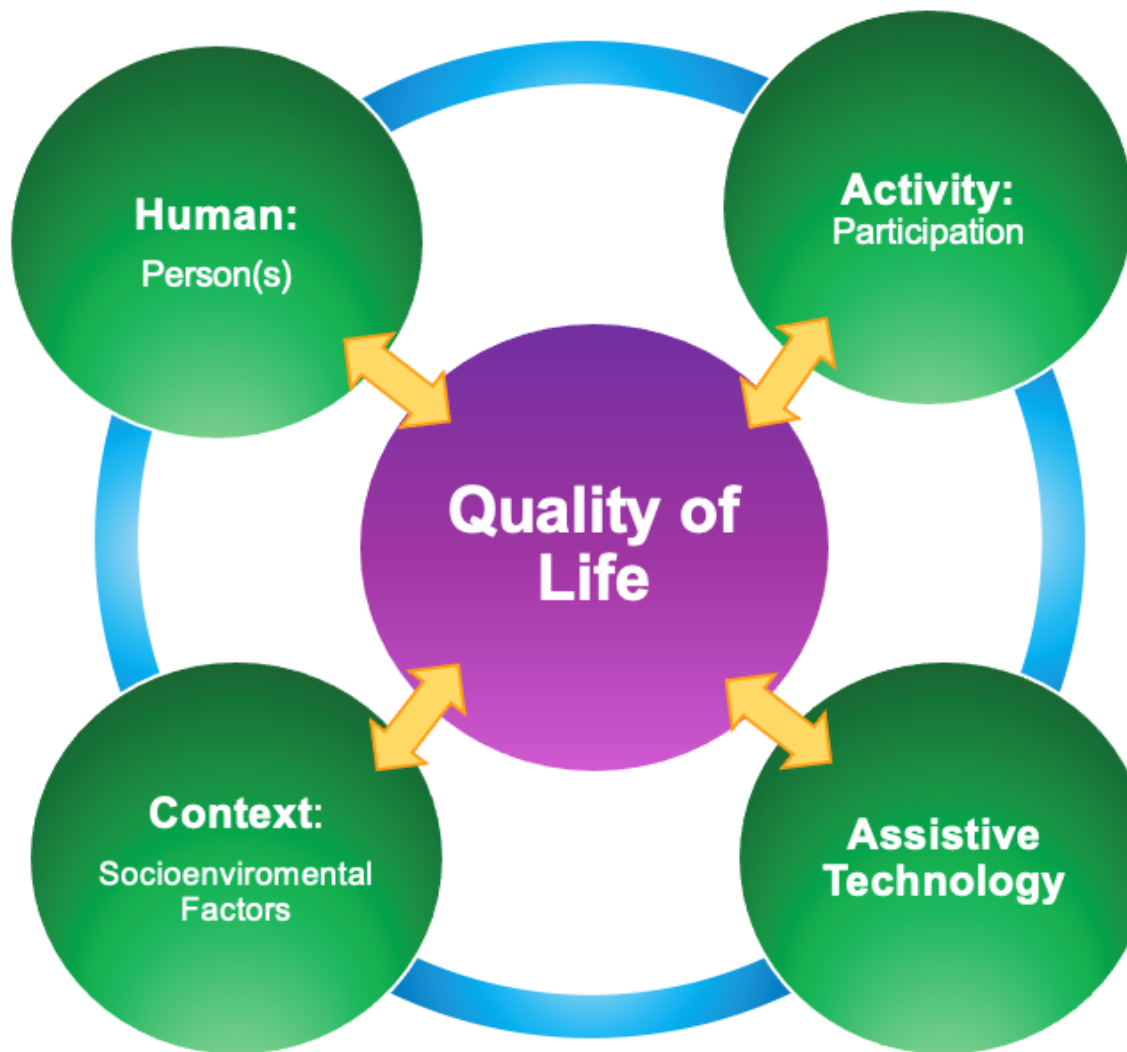 Human:
Person(s)
Activity:
Participation
Quality of
Life
Context:
Socioenviromental
Factors
Assistive
Technology